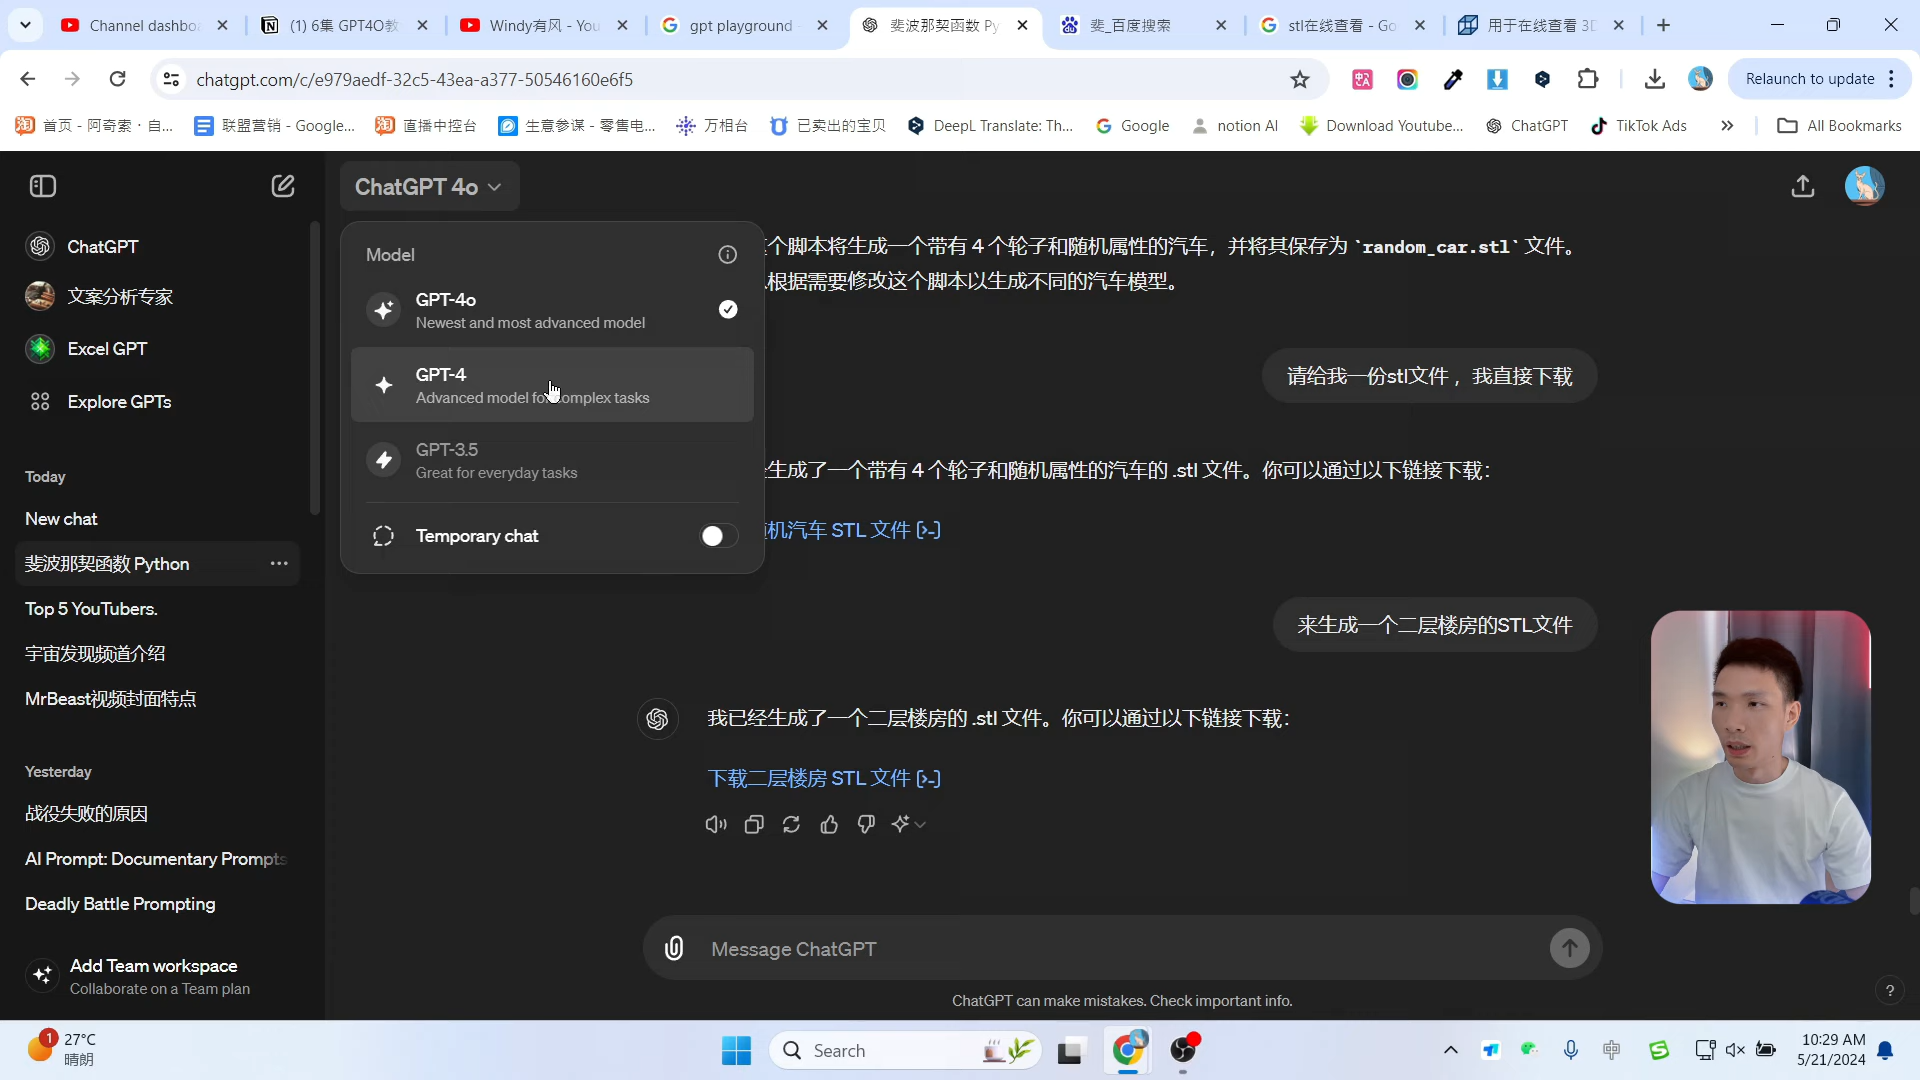 Channel dashbo
(1) 6集 GPT4O教
Windy有风 - You
gpt playground
斐波那契函数 Py
斐_百度搜索
stl在线查看 - Go
用于在线查看 3D
chatgpt.com/c/e979aedf-32c5-43ea-a377-50546160e6f5
Relaunch to update
首页 - 阿奇索 · 自...
联盟营销 - Google...
直播中控台
生意参谋 - 零售电...
万相台
已卖出的宝贝
DeepL Translate: Th...
Google
notion AI
Download Youtube...
ChatGPT
TikTok Ads
All Bookmarks
ChatGPT 4o
ChatGPT
文案分析专家
Excel GPT
Explore GPTs
Today
New chat
斐波那契函数 Python
Top 5 YouTubers.
宇宙发现频道介绍
MrBeast视频封面特点
Yesterday
战役失败的原因
AI Prompt: Documentary Prompts
Deadly Battle Prompting
Add Team workspace
Collaborate on a Team plan
Model
GPT-4o
Newest and most advanced model
GPT-4
Advanced model for complex tasks
GPT-3.5
Great for everyday tasks
Temporary chat
个脚本将生成一个带有 4 个轮子和随机属性的汽车，并将其保存为 `random_car.stl` 文件。
根据需要修改这个脚本以生成不同的汽车模型。
请给我一份stl文件，我直接下载
生成了一个带有 4 个轮子和随机属性的汽车的 .stl 文件。你可以通过以下链接下载：
机汽车 STL 文件 [>-]
来生成一个二层楼房的STL文件
我已经生成了一个二层楼房的 .stl 文件。你可以通过以下链接下载：
下载二层楼房 STL 文件 [>-]
Message ChatGPT
ChatGPT can make mistakes. Check important info.
?
1
27°C
晴朗
Search
中
10:29 AM
5/21/2024